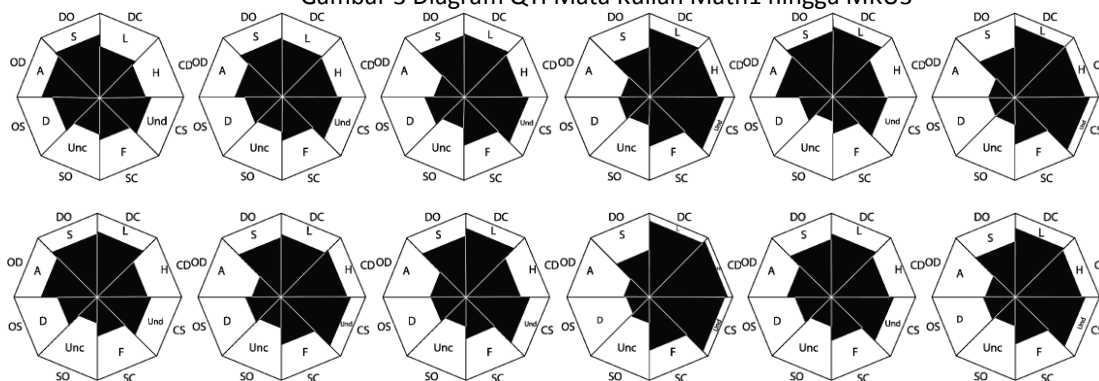 Gambar 3 Diagram QTI Mata Kuliah Math1 hingga MKU3
DO DC DO DC DO DC DO DC DO DC DO DC
S L S L S L S L S L S L
OD A H CD OD A H CD OD A H CD OD A H CD OD A H CD OD A H
OS D Und CS OS D Und CS OS D Und CS OS D Und CS OS D Und CS OS D Und CS
Unc F Unc F Unc F Unc F Unc F Unc F
SO SC SO SC SO SC SO SC SO SC SO SC
DO DC DO DC DO DC DO DC DO DC DO DC
S L S L S L S L S L S L
OD A H CD OD A H CD OD A H CD OD A CD OD A H CD OD A H
OS D Und CS OS D Und CS OS D Und CS OS D Und CS OS D Und CS OS D Und CS
Unc F Unc F Unc F Unc F Unc F Unc F
SO SC SO SC SO SC SO SC SO SC SO SC